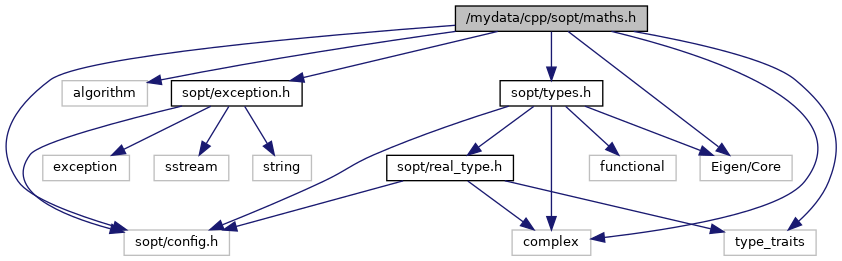 /mydata/cpp/sopt/maths.h
algorithm
sopt/exception.h
sopt/types.h
exception
sstream
string
sopt/real_type.h
functional
Eigen/Core
sopt/config.h
complex
type_traits